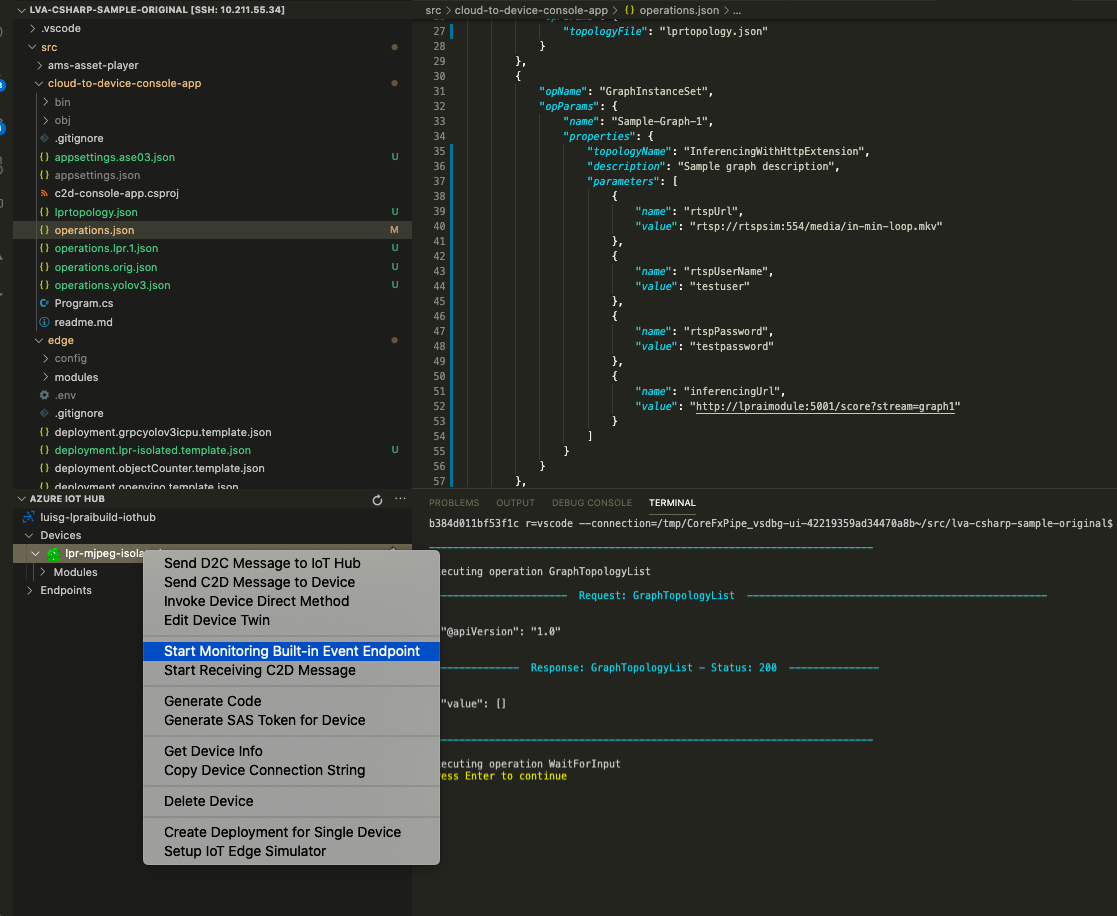 LVA-CSHARP-SAMPLE-ORIGINAL [SSH: 10.211.55.34]
.vscode
src
ams-asset-player
cloud-to-device-console-app
bin
obj
.gitignore
appsettings.ase03.json U
appsettings.json
c2d-console-app.csproj
lprtopology.json U
operations.json M
operations.lpr.1.json U
operations.orig.json U
operations.yolov3.json U
Program.cs
readme.md
edge
config
modules
.env
.gitignore
deployment.grpcyolov3icpu.template.json
deployment.lpr-isolated.template.json U
deployment.objectCounter.template.json
deployment.openvino.template.json
AZURE IOT HUB
luisg-lpraibuild-iothub
Devices
lpr-mjpeg-isolated
Modules
Endpoints
Send D2C Message to IoT Hub
Send C2D Message to Device
Invoke Device Direct Method
Edit Device Twin
Start Monitoring Built-in Event Endpoint
Start Receiving C2D Message
Generate Code
Generate SAS Token for Device
Get Device Info
Copy Device Connection String
Delete Device
Create Deployment for Single Device
Setup IoT Edge Simulator
src > cloud-to-device-console-app > {} operations.json > ...
27 "topologyFile": "lprtopology.json"
28 }
29 },
30 {
31 "opName": "GraphInstanceSet",
32 "opParams": {
33 "name": "Sample-Graph-1",
34 "properties": {
35 "topologyName": "InferencingWithHttpExtension",
36 "description": "Sample graph description",
37 "parameters": [
38 {
39 "name": "rtspUrl",
40 "value": "rtsp://rtspsim:554/media/in-min-loop.mkv"
41 },
42 {
43 "name": "rtspUserName",
44 "value": "testuser"
45 },
46 {
47 "name": "rtspPassword",
48 "value": "testpassword"
49 },
50 {
51 "name": "inferencingUrl",
52 "value": "http://lpraimodule:5001/score?stream=graph1"
53 }
54 ]
55 }
56 }
57 },
PROBLEMS OUTPUT DEBUG CONSOLE TERMINAL
b384d011bf53f1c r=vscode --connection=/tmp/CoreFxPipe_vsdbg-ui-42219359ad34470a8b~/src/lva-csharp-sample-original$
ecuting operation GraphTopologyList
Request: GraphTopologyList
"@apiVersion": "1.0"
Response: GraphTopologyList - Status: 200
"value": []
ecuting operation WaitForInput
ess Enter to continue